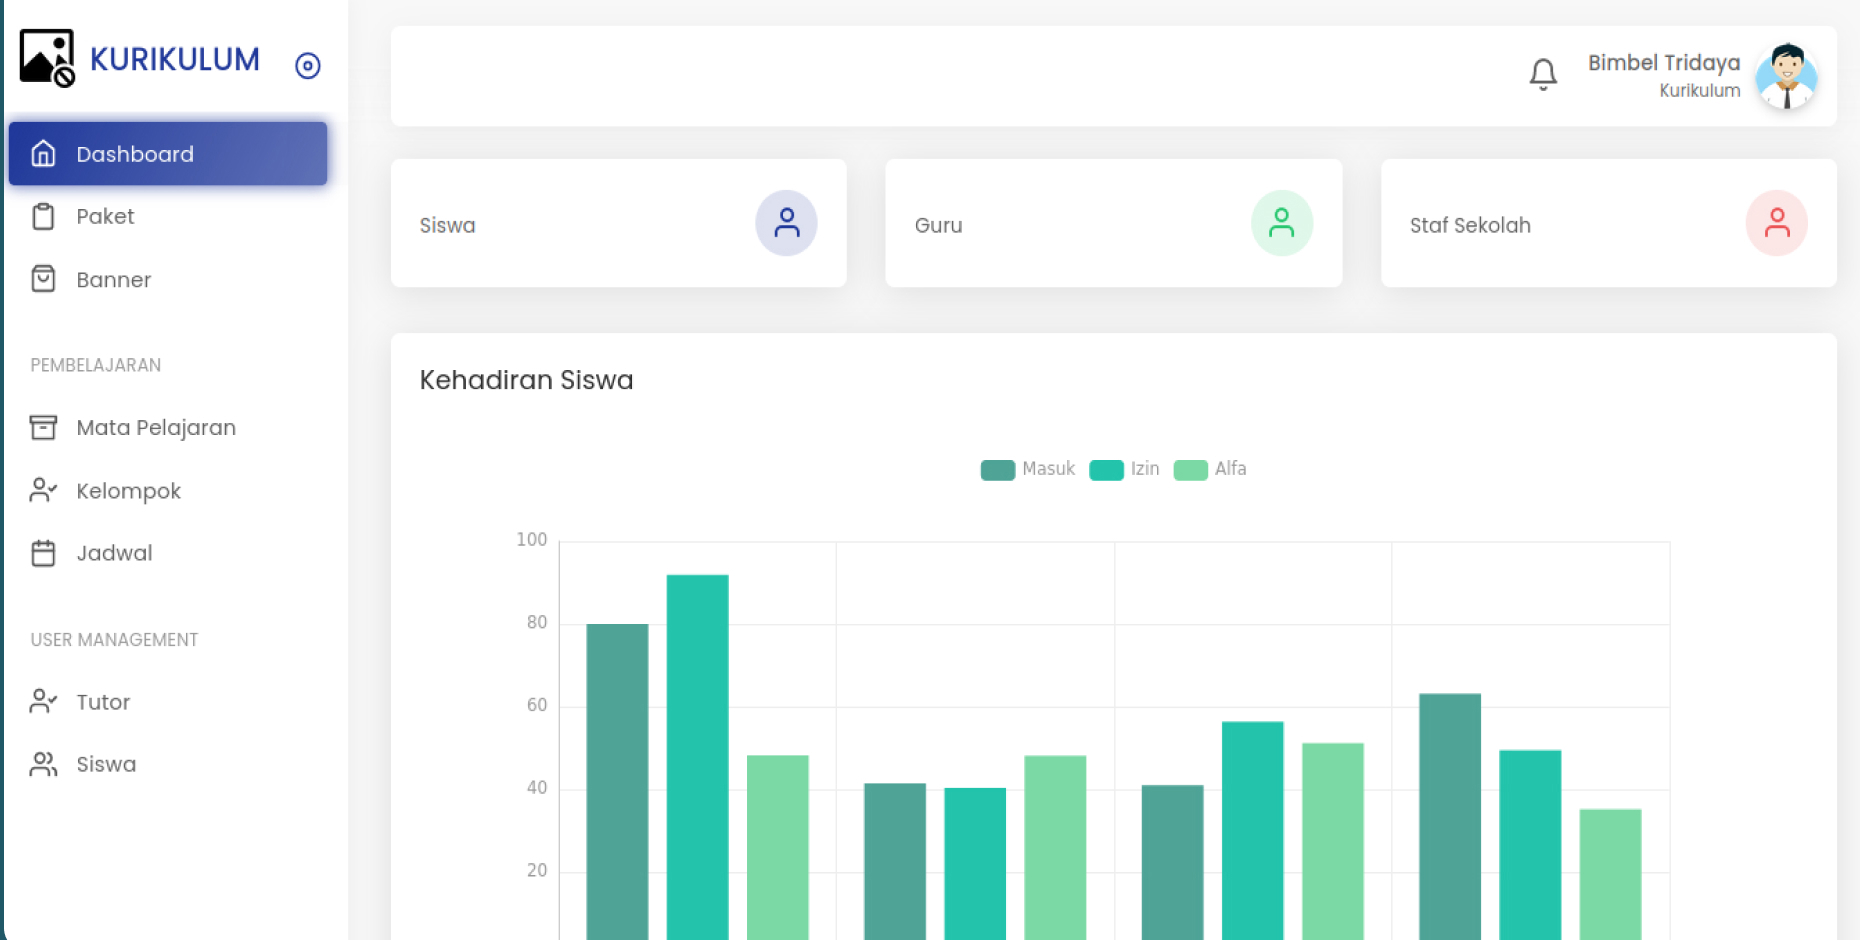 KURIKULUM
Dashboard
Paket
Banner
PEMBELAJARAN
Mata Pelajaran
Kelompok
Jadwal
USER MANAGEMENT
Tutor
Siswa
Bimbel Tridaya
Kurikulum
Siswa
Guru
Staf Sekolah
Kehadiran Siswa
Masuk Izin Alfa
100
80
60
40
20